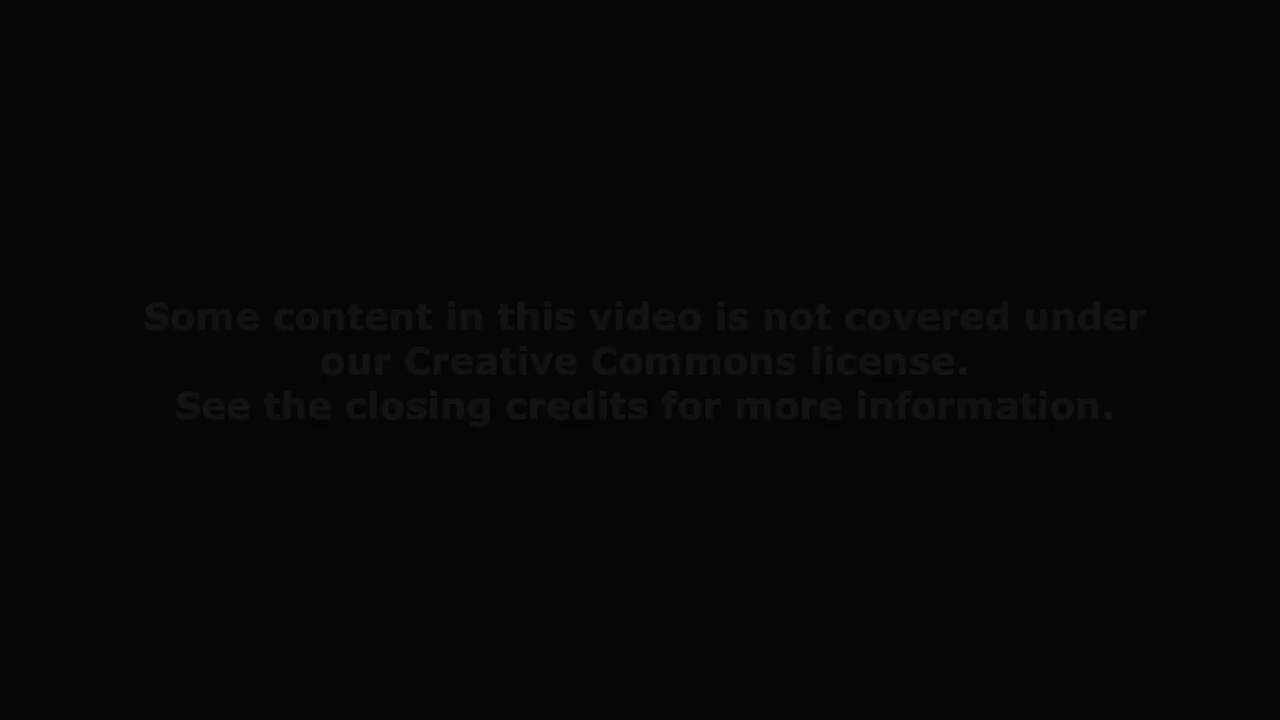 Some content in this video is not covered under
our Creative Commons license.
See the closing credits for more information.